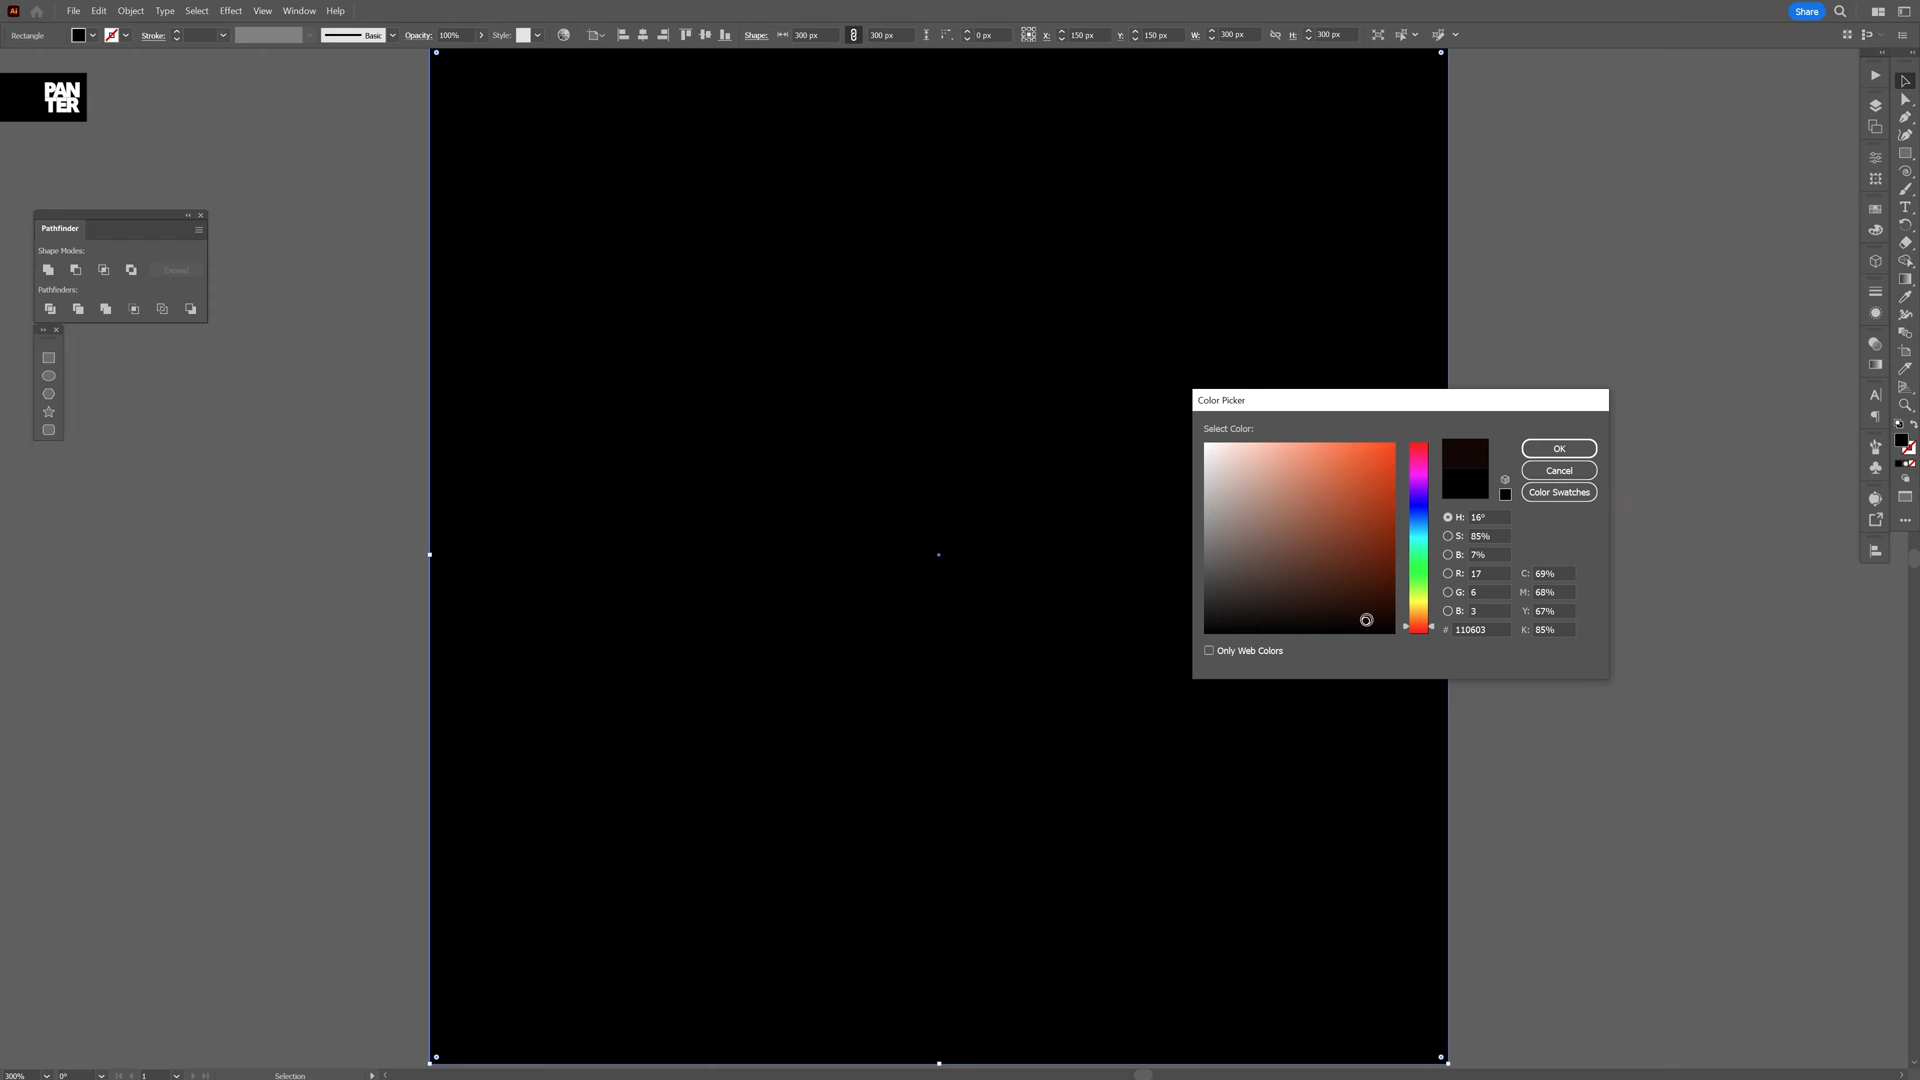 Ai File Edit Object Type Select Effect View Window Help Share
Rectangle Stroke: Basic Opacity: 100% Style: Shape: 300 px 300 px 0 px X: 150 px Y: 150 px W: 300 px H: 300 px
PAN
TER
Pathfinder
Shape Modes:
Expand
Pathfinders:
Color Picker
Select Color:
OK
Cancel
Color Swatches
H: 16°
S: 85%
B: 7%
R: 17 C: 69%
G: 6 M: 68%
B: 3 Y: 67%
# 110603 K: 85%
Only Web Colors
300% 0° 1 Selection